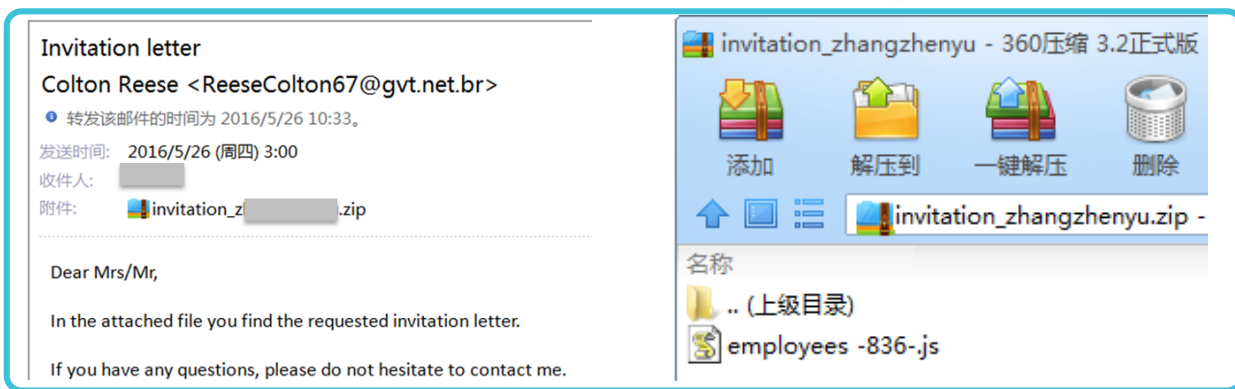 Invitation letter
Colton Reese <ReeseColton67@gvt.net.br>
转发该邮件的时间为 2016/5/26 10:33。
发送时间: 2016/5/26 (周四) 3:00
收件人:
附件: invitation_z .zip
Dear Mrs/Mr,
In the attached file you find the requested invitation letter.
If you have any questions, please do not hesitate to contact me.
invitation_zhangzhenyu - 360压缩 3.2正式版
添加 解压到 一键解压 删除
invitation_zhangzhenyu.zip -
名称
.. (上级目录)
employees -836-.js